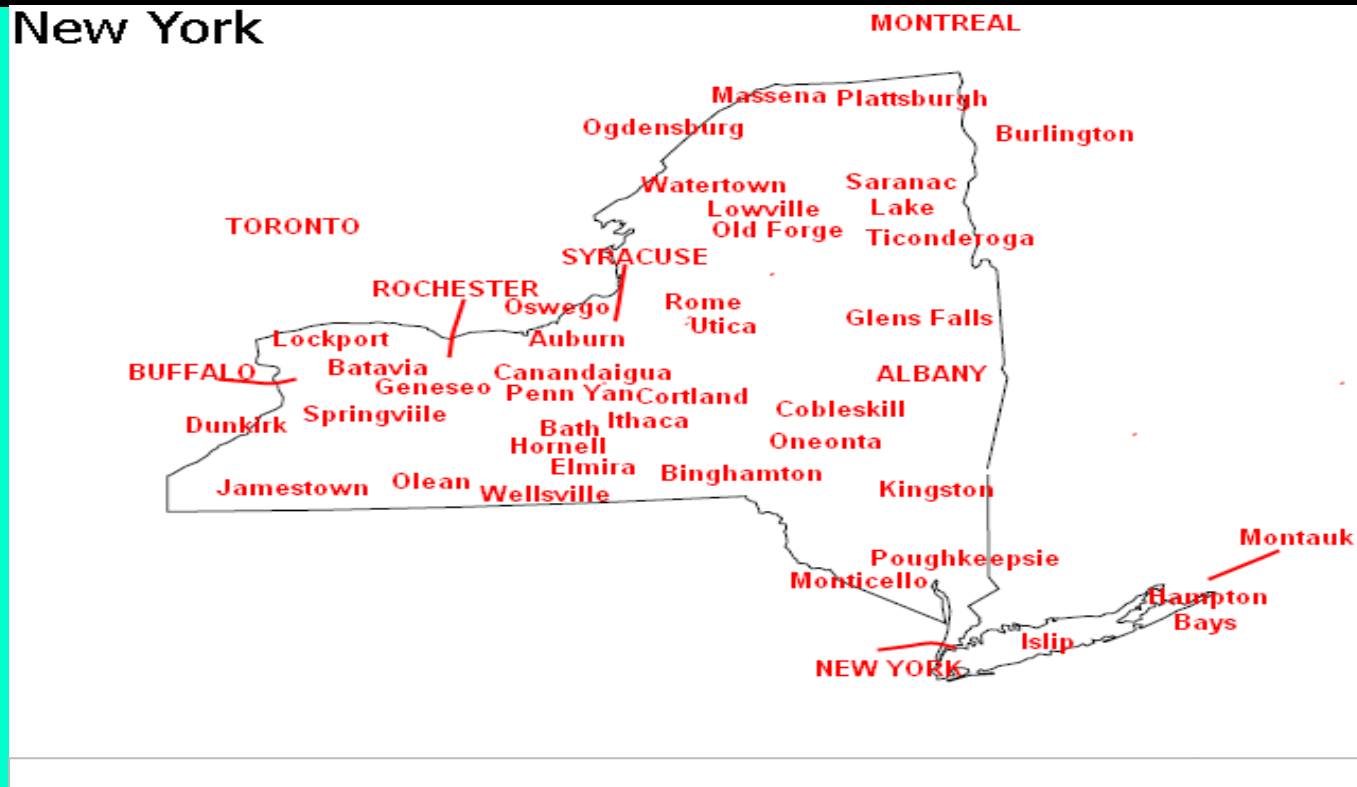 New York
MONTREAL
Massena Plattsburgh
Ogdensburg
Burlington
Watertown
Saranac
Lake
Lowville
Old Forge
Ticonderoga
TORONTO
SYRACUSE
ROCHESTER
Oswego
Rome
Utica
Glens Falls
Lockport
Auburn
BUFFALO
Batavia
Canandaigua
ALBANY
Geneseo
Penn Yan
Cortland
Cobleskill
Springviile
Dunkirk
Bath
Ithaca
Hornell
Oneonta
Elmira
Binghamton
Jamestown
Olean
Wellsville
Kingston
Montauk
Poughkeepsie
Monticello
Hampton
Bays
Islip
NEW YORK